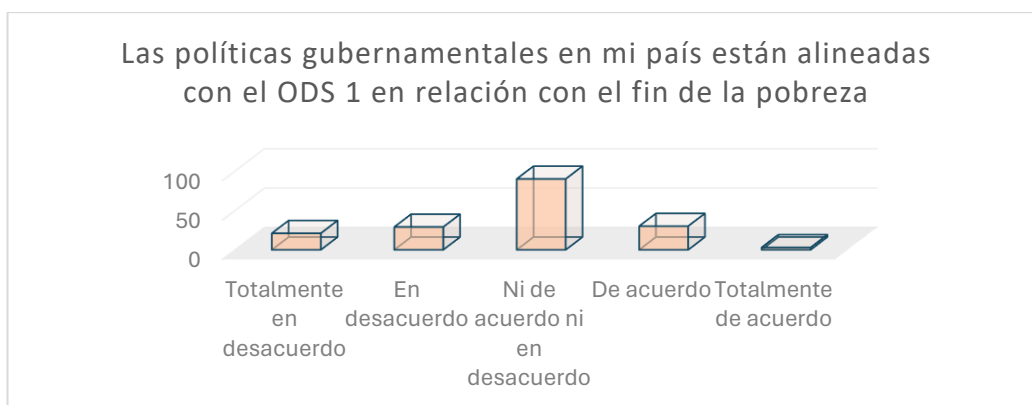 Las políticas gubernamentales en mi país están alineadas
con el ODS 1 en relación con el fin de la pobreza
100
50
0
Totalmente en desacuerdo
En desacuerdo
Ni de acuerdo ni en desacuerdo
De acuerdo
Totalmente de acuerdo